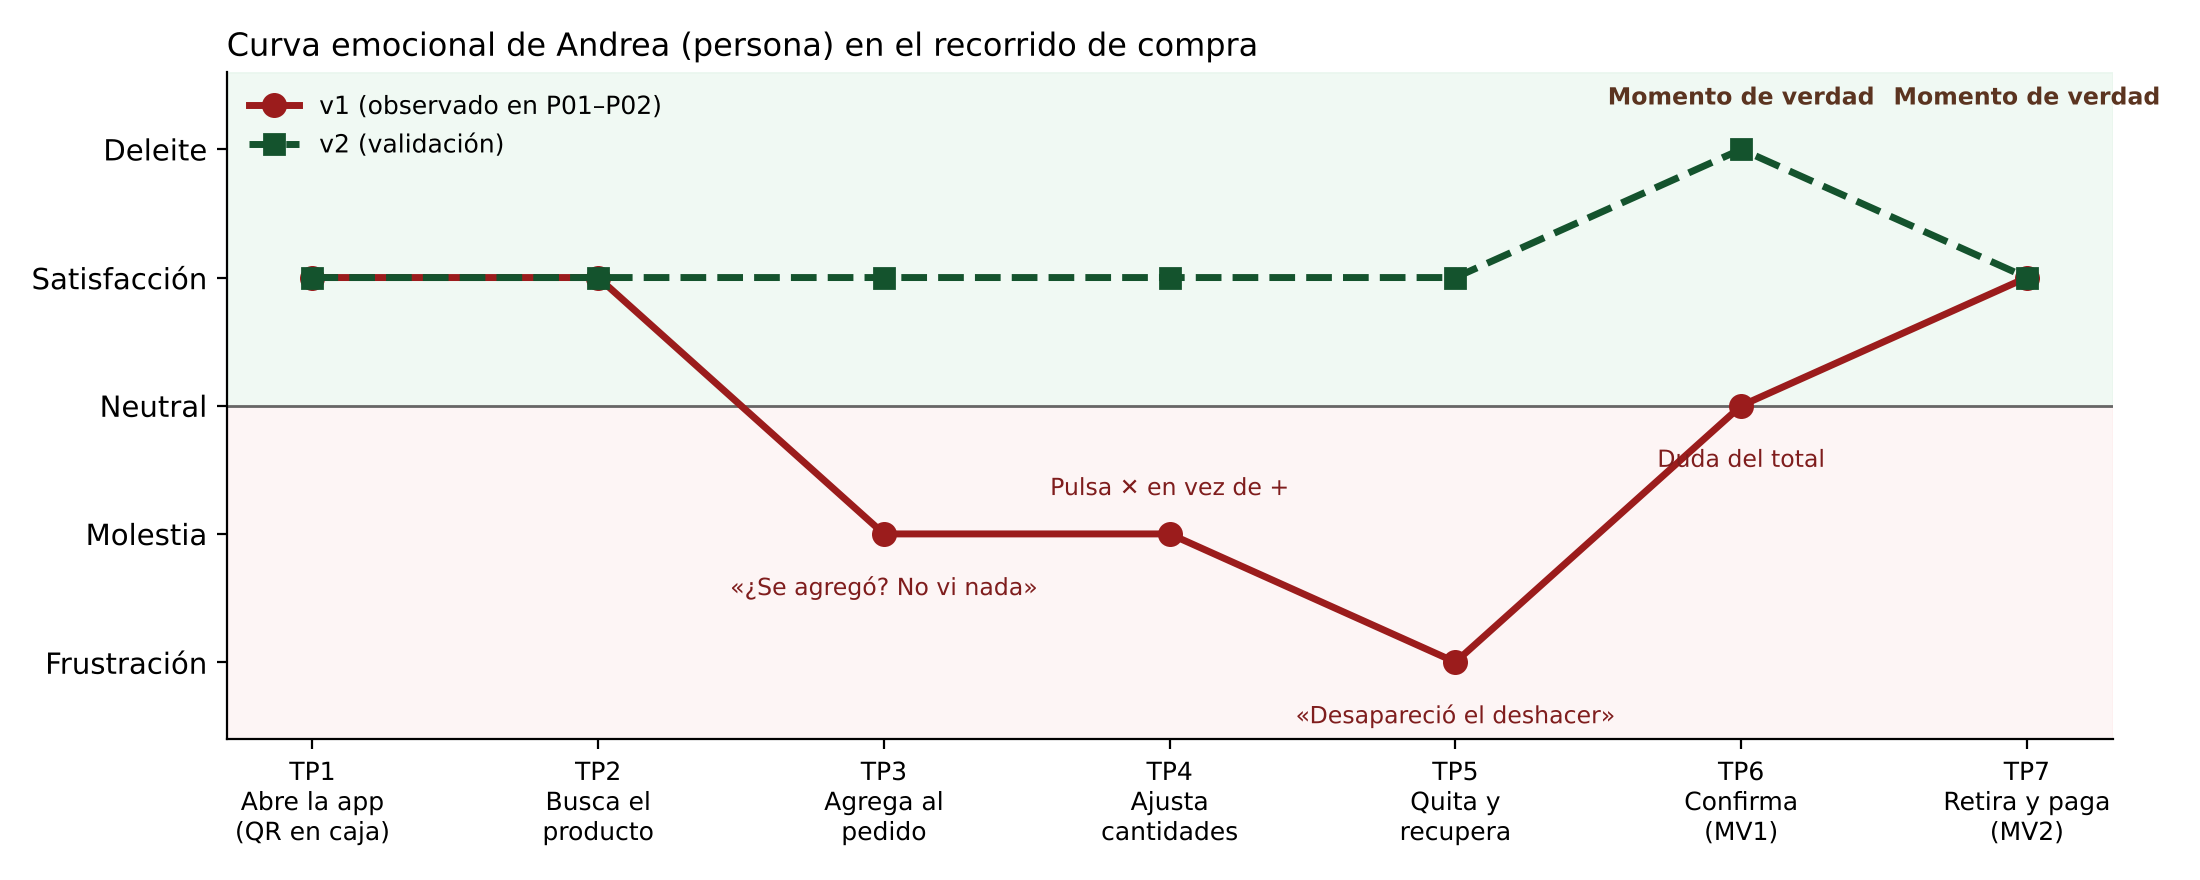 Curva emocional de Andrea (persona) en el recorrido de compra
v1 (observado en P01–P02)
v2 (validación)
Momento de verdad
Momento de verdad
Deleite
Satisfacción
Neutral
Molestia
Frustración
Duda del total
Pulsa ✕ en vez de +
«¿Se agregó? No vi nada»
«Desapareció el deshacer»
TP1
Abre la app
(QR en caja)
TP2
Busca el
producto
TP3
Agrega al
pedido
TP4
Ajusta
cantidades
TP5
Quita y
recupera
TP6
Confirma
(MV1)
TP7
Retira y paga
(MV2)